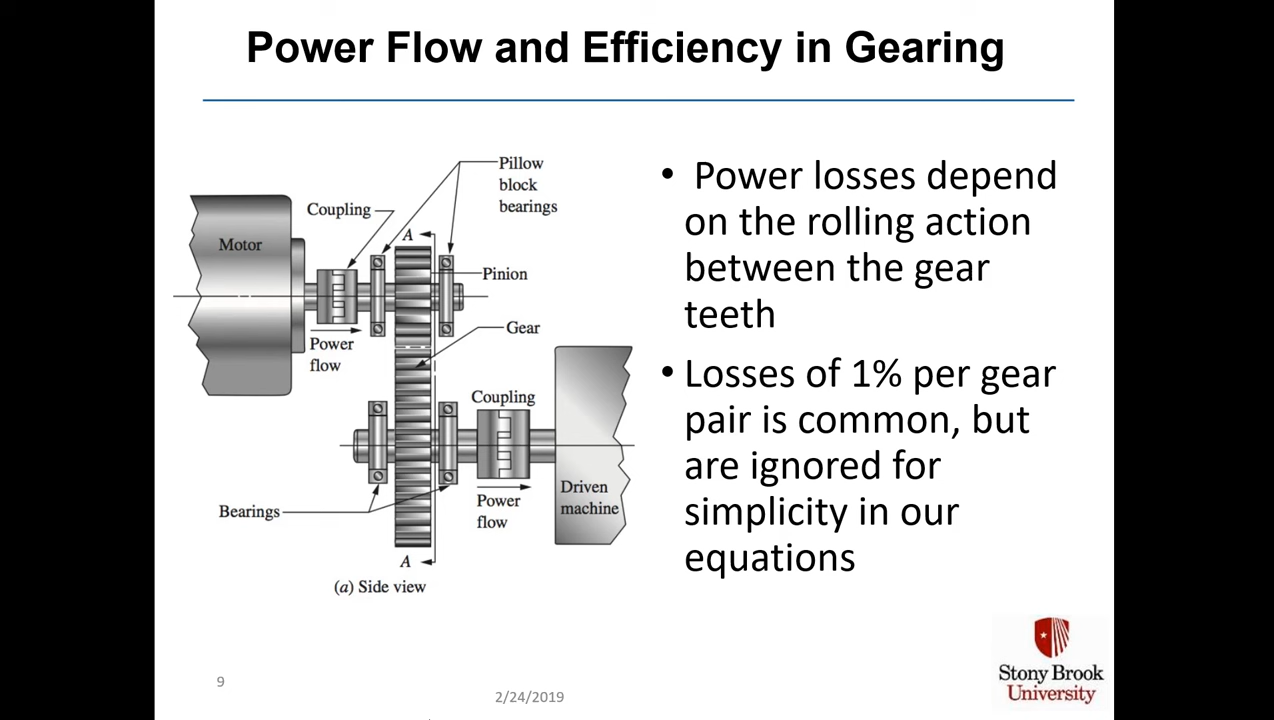 Power Flow and Efficiency in Gearing
Pillow
block
bearings
Coupling
Motor
A
Pinion
Gear
Power
flow
Coupling
Driven
machine
Bearings
Power
flow
A
(a) Side view
• Power losses depend
on the rolling action
between the gear
teeth
• Losses of 1% per gear
pair is common, but
are ignored for
simplicity in our
equations
9
2/24/2019
Stony Brook
University